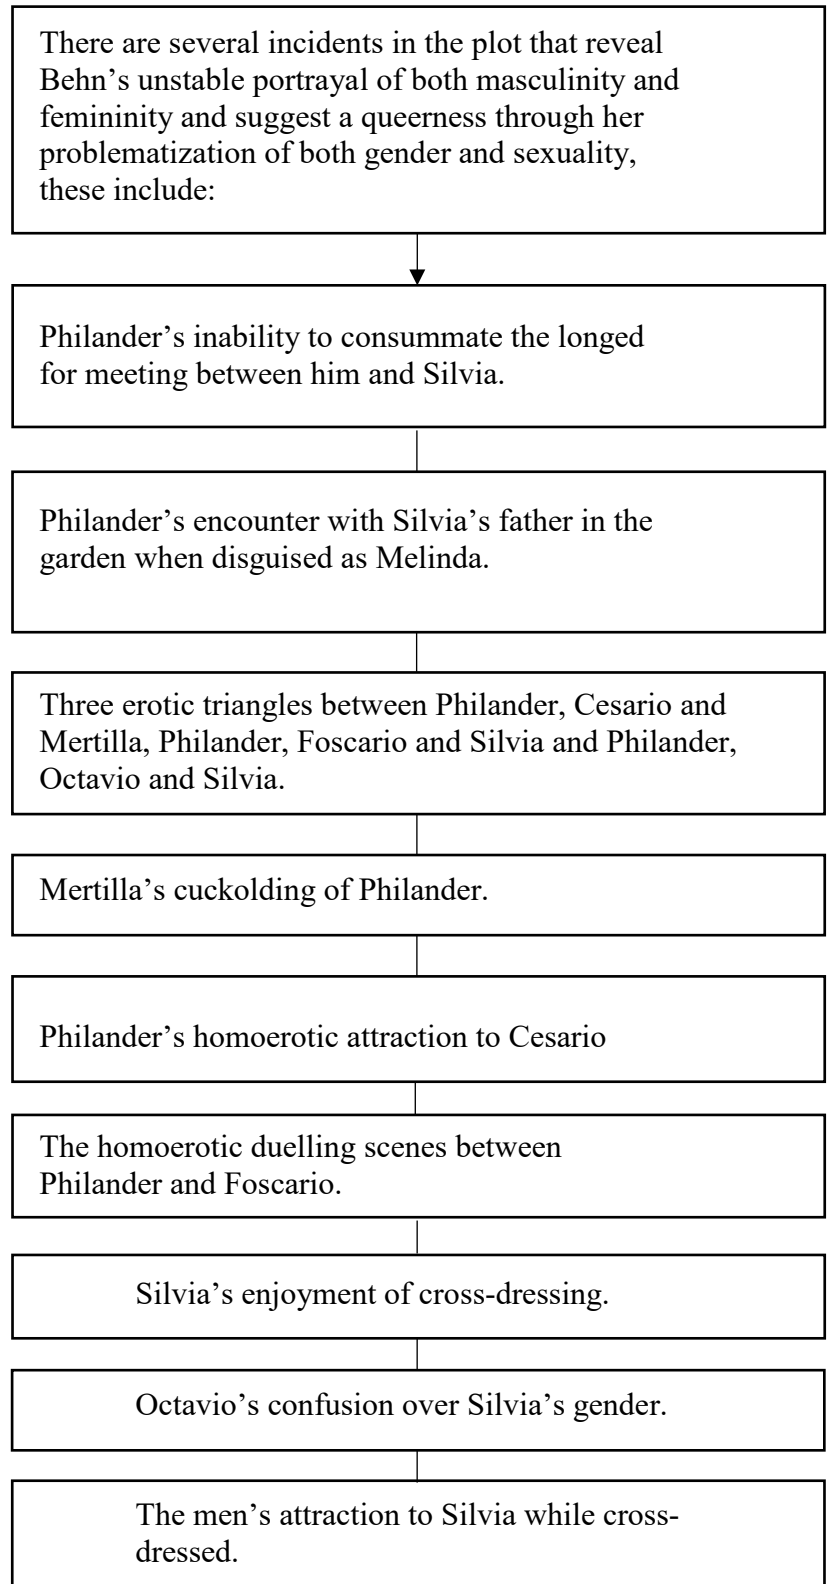 There are several incidents in the plot that reveal
Behn’s unstable portrayal of both masculinity and
femininity and suggest a queerness through her
problematization of both gender and sexuality,
these include:
Philander’s inability to consummate the longed
for meeting between him and Silvia.
Philander’s encounter with Silvia’s father in the
garden when disguised as Melinda.
Three erotic triangles between Philander, Cesario and
Mertilla, Philander, Foscario and Silvia and Philander,
Octavio and Silvia.
Mertilla’s cuckolding of Philander.
Philander’s homoerotic attraction to Cesario
The homoerotic duelling scenes between
Philander and Foscario.
Silvia’s enjoyment of cross-dressing.
Octavio’s confusion over Silvia’s gender.
The men’s attraction to Silvia while cross-
dressed.